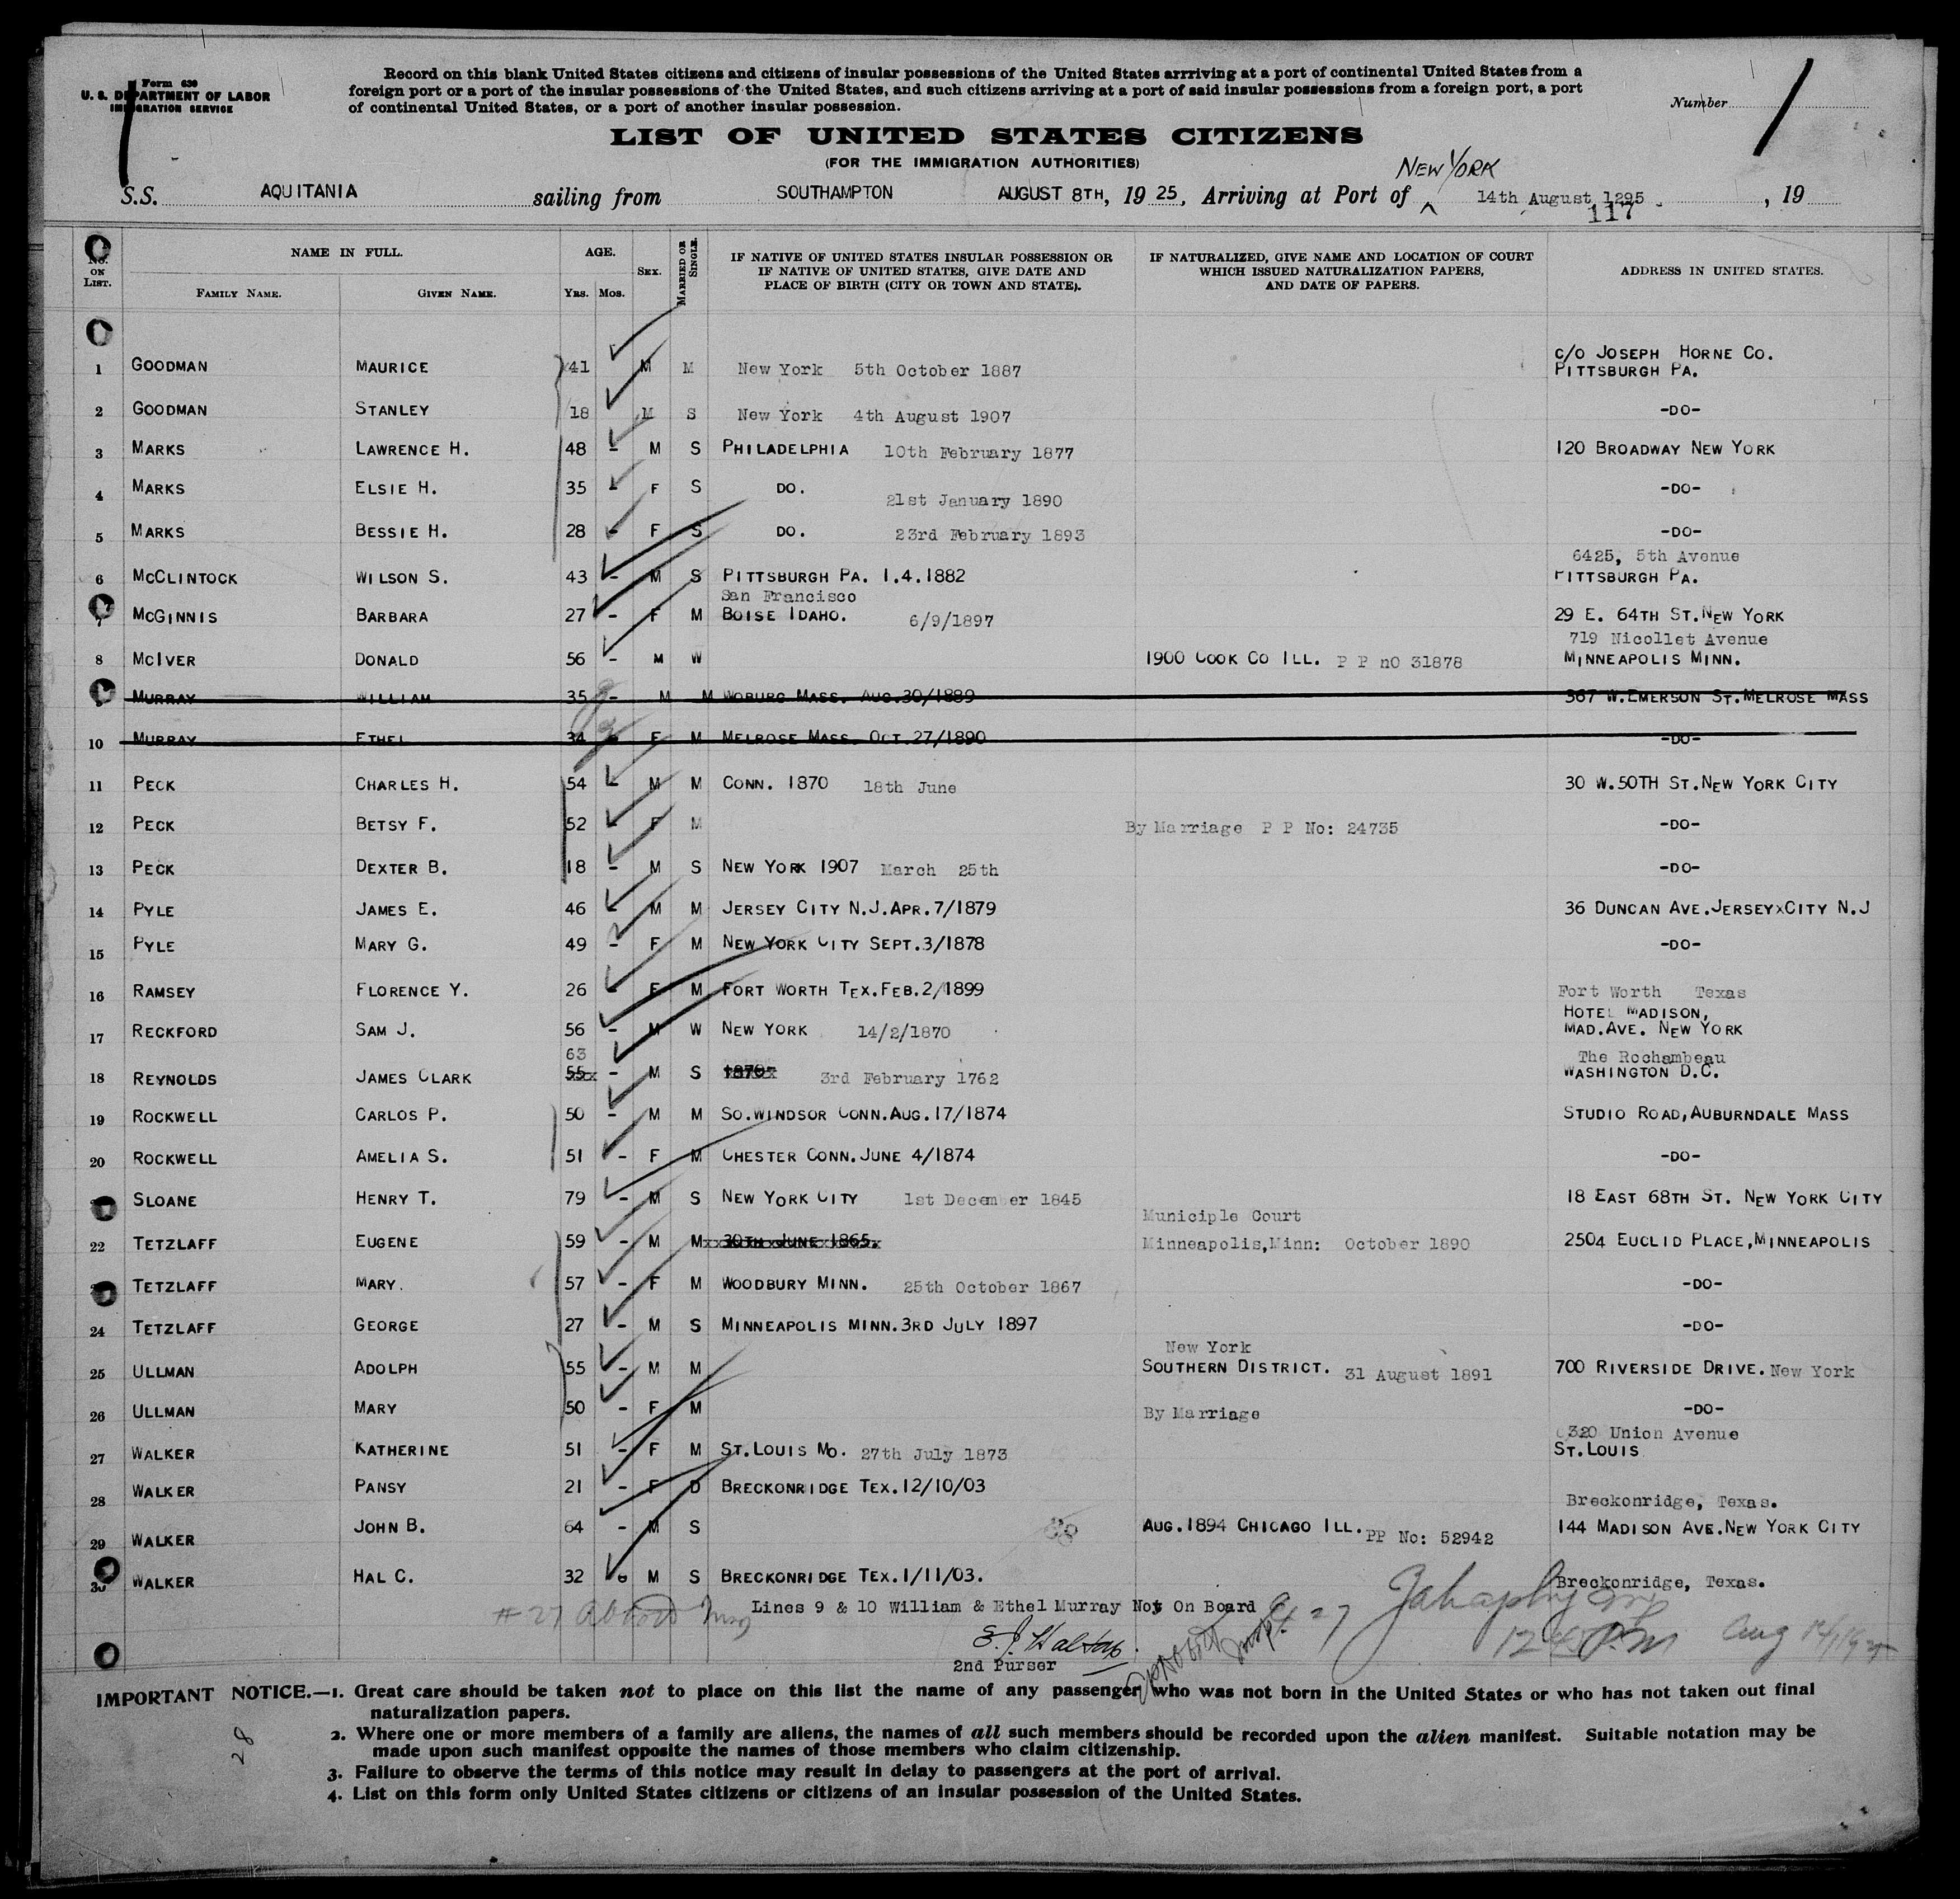 Form 630
U. S. DEPARTMENT OF LABOR
IMMIGRATION SERVICE
Record on this blank United States citizens and citizens of insular possessions of the United States arrriving at a port of continental United States from a
foreign port or a port of the insular possessions of the United States, and such citizens arriving at a port of said insular possessions from a foreign port, a port
of continental United States, or a port of another insular possession.
Number 1
LIST OF UNITED STATES CITIZENS
(FOR THE IMMIGRATION AUTHORITIES)
NEW YORK
S.S. AQUITANIA sailing from SOUTHAMPTON AUGUST 8TH, 19 25, Arriving at Port of ^ 14th August 1295 , 19
117
No. ON LIST. NAME IN FULL. FAMILY NAME. GIVEN NAME. AGE. YRS. MOS. SEX. MARRIED OR SINGLE. IF NATIVE OF UNITED STATES INSULAR POSSESSION OR IF NATIVE OF UNITED STATES, GIVE DATE AND PLACE OF BIRTH (CITY OR TOWN AND STATE). IF NATURALIZED, GIVE NAME AND LOCATION OF COURT WHICH ISSUED NATURALIZATION PAPERS, AND DATE OF PAPERS. ADDRESS IN UNITED STATES.
c/o JOSEPH HORNE CO.
1 GOODMAN MAURICE 41 M M New York 5th October 1887 PITTSBURGH PA.
2 GOODMAN STANLEY 18 M S New York 4th August 1907 -DO-
3 MARKS LAWRENCE H. 48 - M S PHILADELPHIA 10th February 1877 120 BROADWAY NEW YORK
4 MARKS ELSIE H. 35 - F S DO. 21st January 1890 -DO-
5 MARKS BESSIE H. 28 - F S DO. 23rd February 1893 -DO-
6425, 5th Avenue
6 MCCLINTOCK WILSON S. 43 - M S PITTSBURGH PA. 1.4.1882 PITTSBURGH PA.
San Francisco
7 MCGINNIS BARBARA 27 - F M BOISE IDAHO. 6/9/1897 29 E. 64TH ST.NEW YORK
719 Nicollet Avenue
8 MCIVER DONALD 56 - M W 1900 COOK CO ILL. P P nO 31878 MINNEAPOLIS MINN.
MURRAY WILLIAM 35 - M M WOBURG MASS. AUG.30/1889 367 W.EMERSON ST.MELROSE MASS
10 MURRAY ETHEL 34 - F M MELROSE MASS. OCT.27/1890 -DO-
11 PECK CHARLES H. 54 - M M CONN. 1870 18th June 30 W.50TH ST.NEW YORK CITY
12 PECK BETSY F. 52 - F M By Marriage P P No: 24735 -DO-
13 PECK DEXTER B. 18 - M S NEW YORK 1907 March 25th -DO-
14 PYLE JAMES E. 46 - M M JERSEY CITY N.J.APR.7/1879 36 DUNCAN AVE.JERSEYxCITY N.J
15 PYLE MARY G. 49 - F M NEW YORK CITY SEPT.3/1878 -DO-
16 RAMSEY FLORENCE Y. 26 - F M FORT WORTH TEX.FEB.2/1899 Fort Worth Texas
HOTEL MADISON,
17 RECKFORD SAM J. 56 - M W NEW YORK 14/2/1870 MAD.AVE. NEW YORK
63 The Rochambeau
18 REYNOLDS JAMES CLARK 55 - M S 1870 3rd February 1762 WASHINGTON D.C.
19 ROCKWELL CARLOS P. 50 - M M SO.WINDSOR CONN.AUG.17/1874 STUDIO ROAD,AUBURNDALE MASS
20 ROCKWELL AMELIA S. 51 - F M CHESTER CONN.JUNE 4/1874 -DO-
SLOANE HENRY T. 79 - M S NEW YORK CITY 1st December 1845 18 EAST 68TH ST. NEW YORK CITY
Municiple Court
22 TETZLAFF EUGENE 59 - M M 30TH JUNE 1865. Minneapolis,Minn: October 1890 2504 EUCLID PLACE,MINNEAPOLIS
TETZLAFF MARY. 57 - F M WOODBURY MINN. 25th October 1867 -DO-
24 TETZLAFF GEORGE 27 - M S MINNEAPOLIS MINN.3RD JULY 1897 -DO-
New York
25 ULLMAN ADOLPH 55 - M M SOUTHERN DISTRICT. 31 August 1891 700 RIVERSIDE DRIVE.New York
26 ULLMAN MARY 50 - F M By Marriage -DO-
320 Union Avenue
27 WALKER KATHERINE 51 - F M ST.LOUIS MO. 27th July 1873 ST.LOUIS
28 WALKER PANSY 21 - F D BRECKONRIDGE TEX.12/10/03 Breckonridge, Texas.
29 WALKER JOHN B. 64 - M S AUG.1894 CHICAGO ILL. PP No: 52942 144 MADISON AVE.NEW YORK CITY
30 WALKER HAL C. 32 M S BRECKONRIDGE TEX.1/11/03. Breckonridge, Texas.
Lines 9 & 10 William & Ethel Murray Not On Board
2nd Purser
IMPORTANT NOTICE.—1. Great care should be taken not to place on this list the name of any passenger who was not born in the United States or who has not taken out final
naturalization papers.
2. Where one or more members of a family are aliens, the names of all such members should be recorded upon the alien manifest. Suitable notation may be
made upon such manifest opposite the names of those members who claim citizenship.
3. Failure to observe the terms of this notice may result in delay to passengers at the port of arrival.
4. List on this form only United States citizens or citizens of an insular possession of the United States.
28